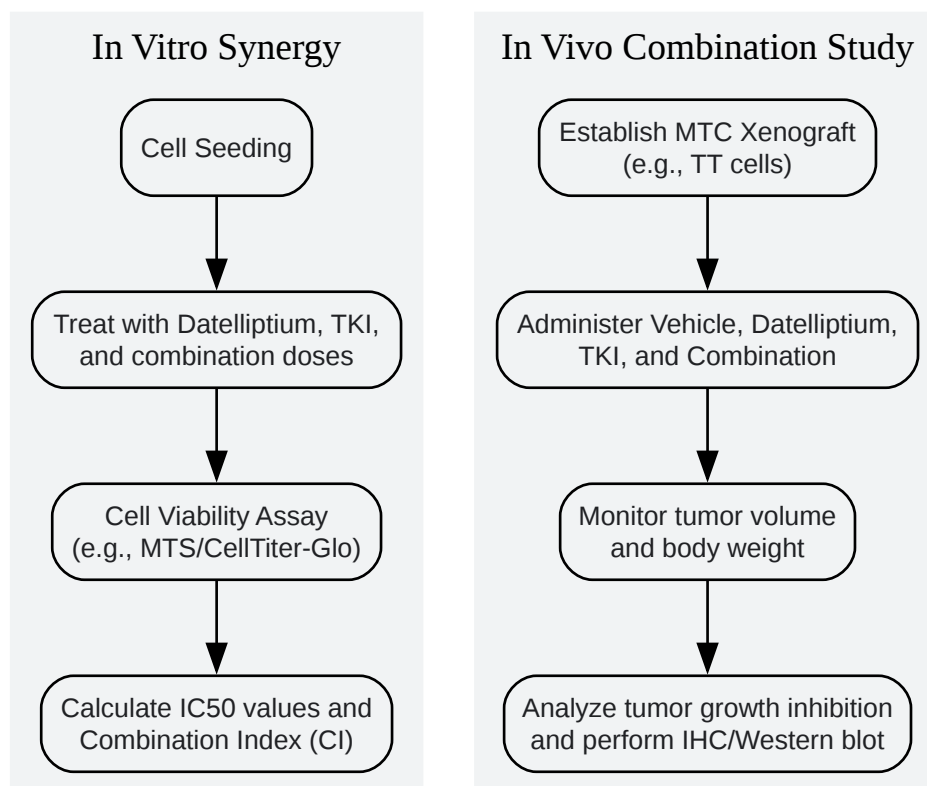 In Vitro Synergy
Cell Seeding
Treat with Datelliptium, TKI,
and combination doses
Cell Viability Assay
(e.g., MTS/CellTiter-Glo)
Calculate IC50 values and
Combination Index (CI)
In Vivo Combination Study
Establish MTC Xenograft
(e.g., TT cells)
Administer Vehicle, Datelliptium,
TKI, and Combination
Monitor tumor volume
and body weight
Analyze tumor growth inhibition
and perform IHC/Western blot